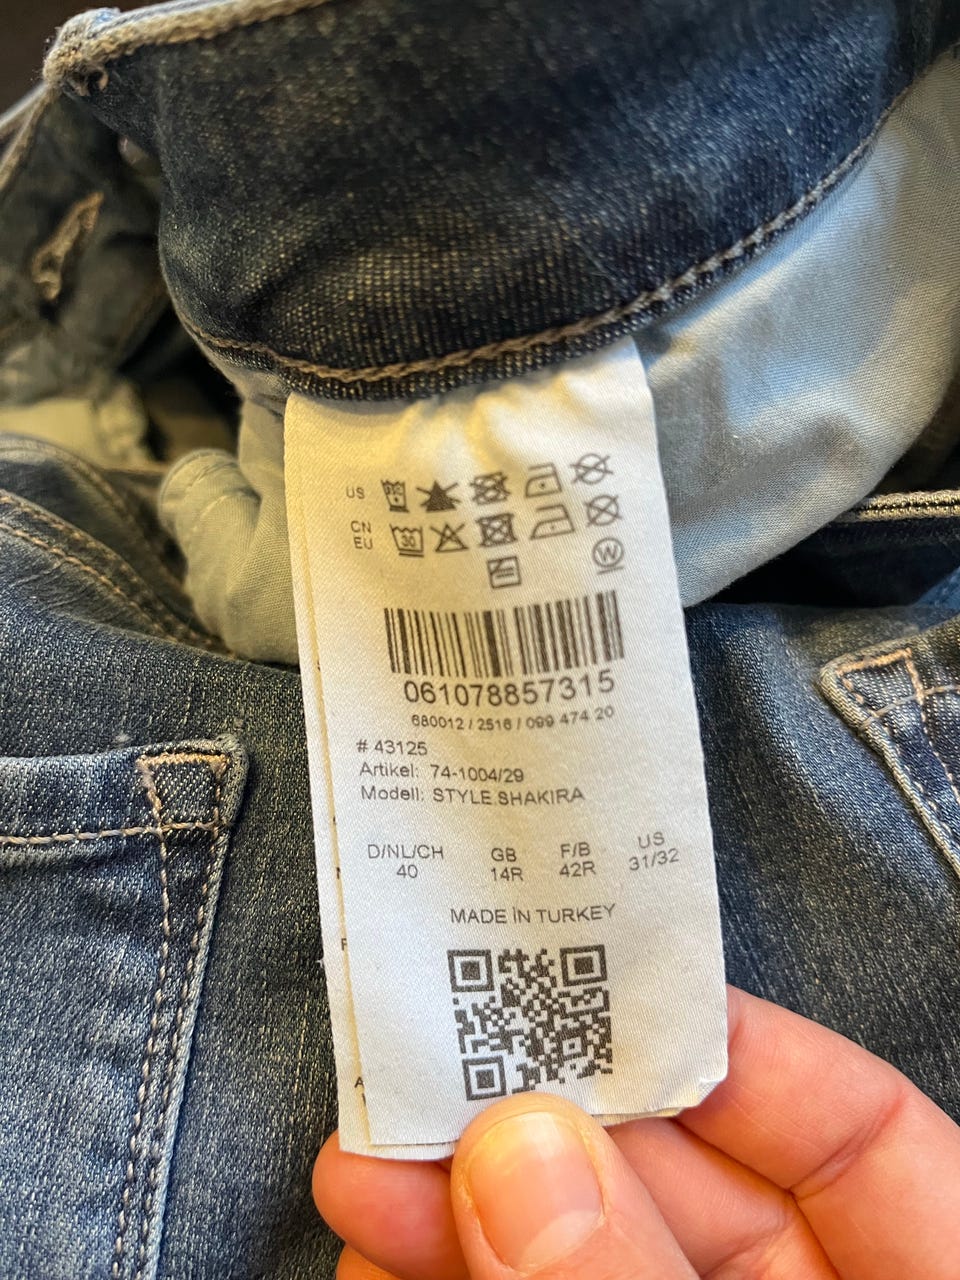 US
CN
EU
30
W
061078857315
680012 / 2516 / 099 474 20
# 43125
Artikel: 74-1004/29
Modell: STYLE.SHAKIRA
D/NL/CH GB F/B US
40 14R 42R 31/32
MADE IN TURKEY